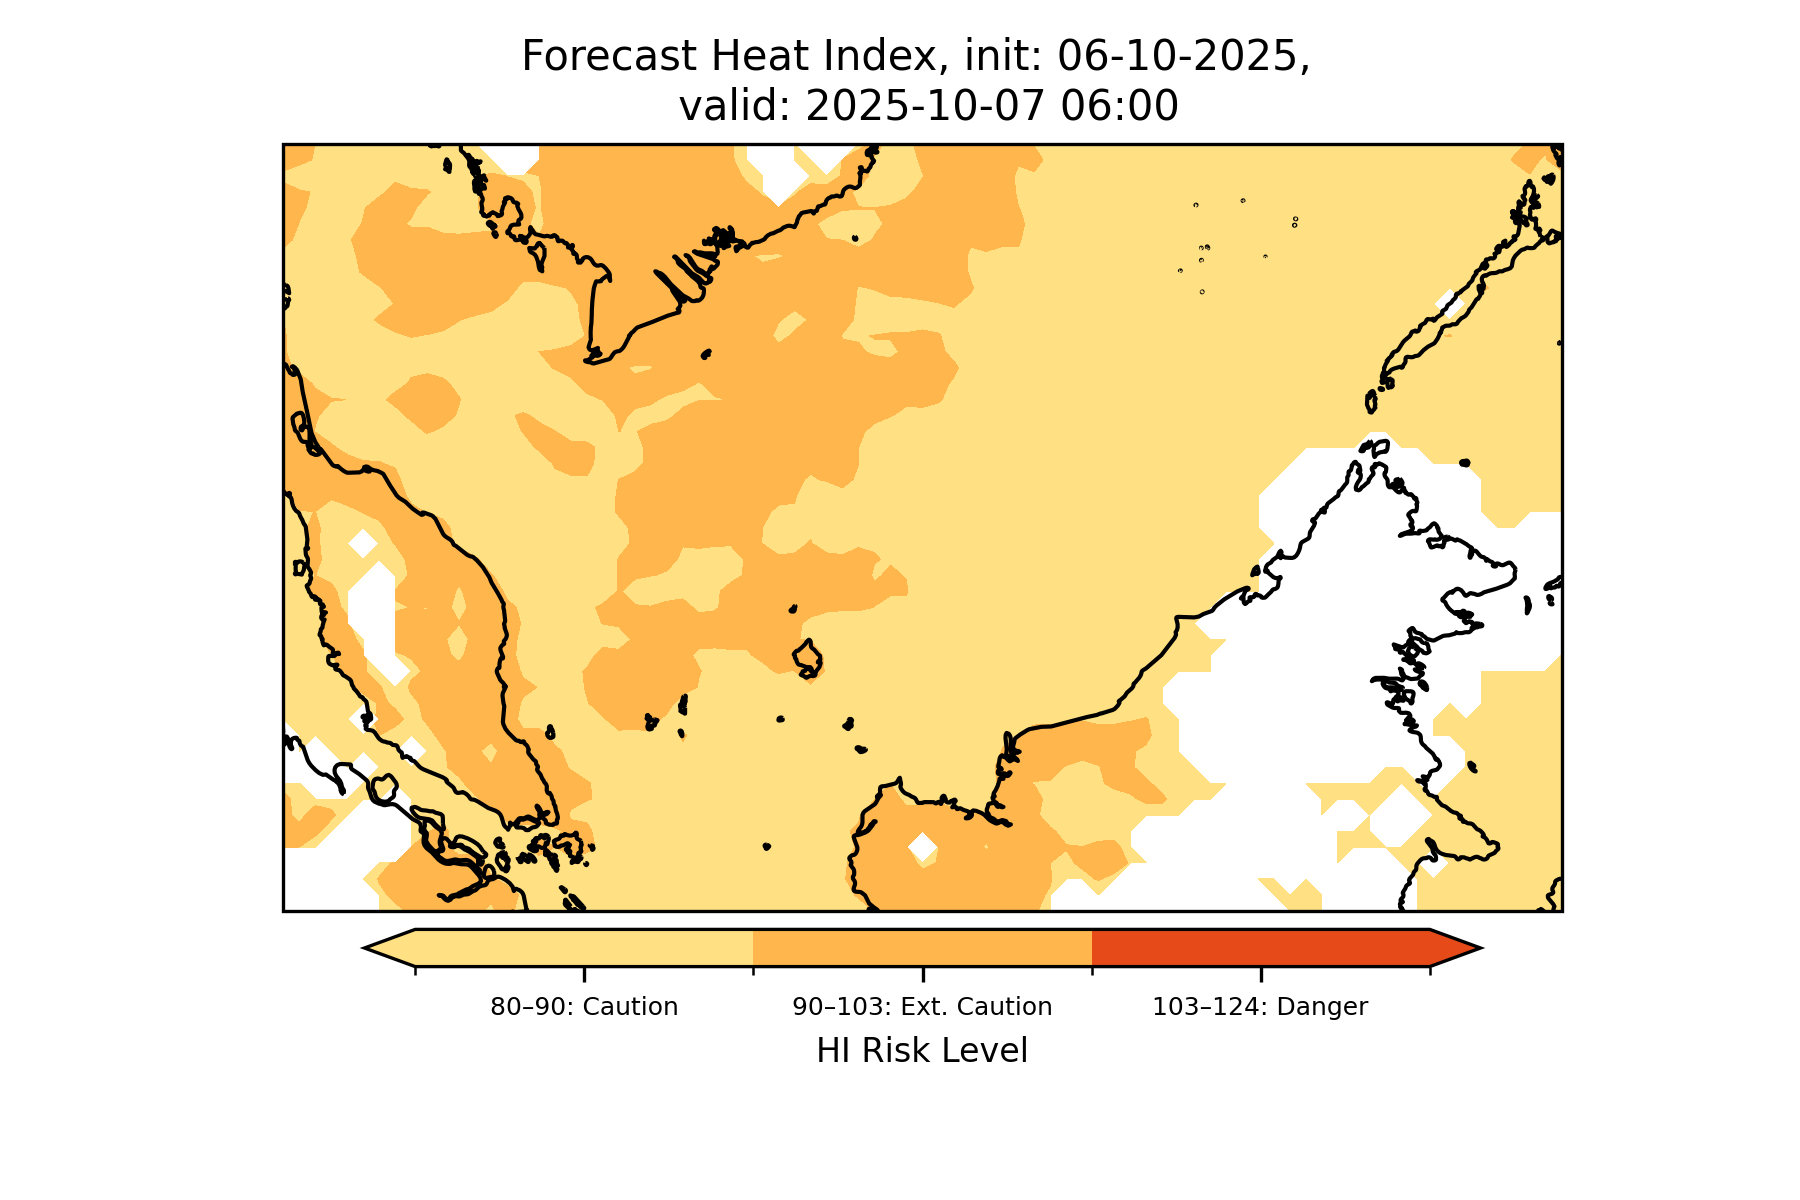 Forecast Heat Index, init: 06-10-2025,
valid: 2025-10-07 06:00
80–90: Caution
90–103: Ext. Caution
103–124: Danger
HI Risk Level